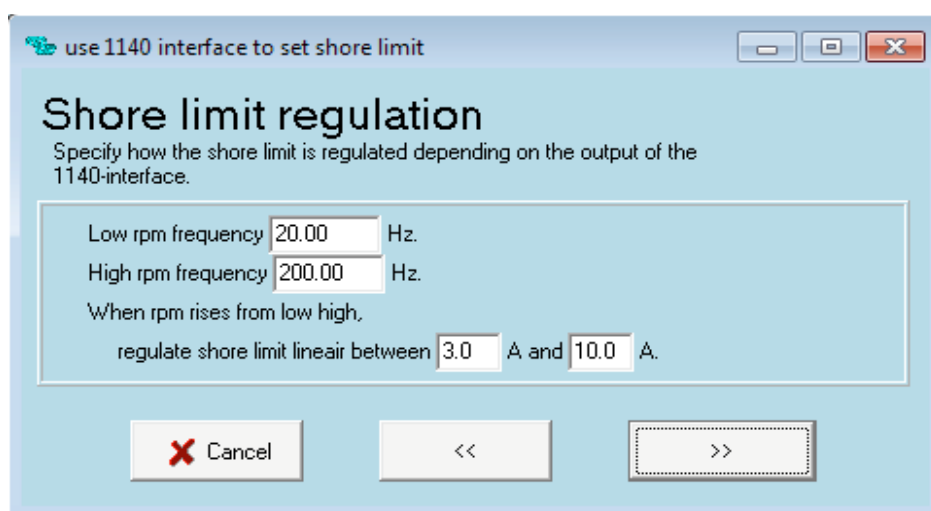 use 1140 interface to set shore limit
Shore limit regulation
Specify how the shore limit is regulated depending on the output of the
1140-interface.
Low rpm frequency 20.00 Hz.
High rpm frequency 200.00 Hz.
When rpm rises from low high,
regulate shore limit lineair between 3.0 A and 10.0 A.
Cancel << >>